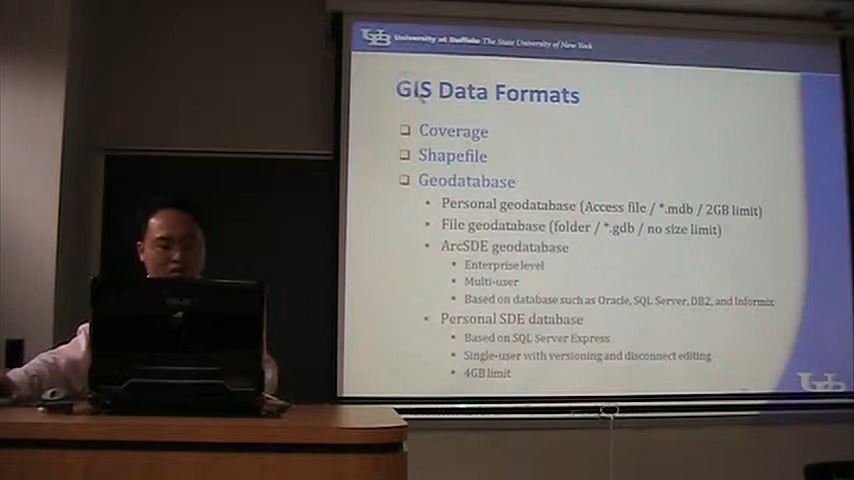 UB University at Buffalo The State University of New York
GIS Data Formats
Coverage
Shapefile
Geodatabase
Personal geodatabase (Access file / *.mdb / 2GB limit)
File geodatabase (folder / *.gdb / no size limit)
ArcSDE geodatabase
Enterprise level
Multi-user
Based on database such as Oracle, SQL Server, DB2, and Informix
Personal SDE database
Based on SQL Server Express
Single-user with versioning and disconnect editing
4GB limit
UB